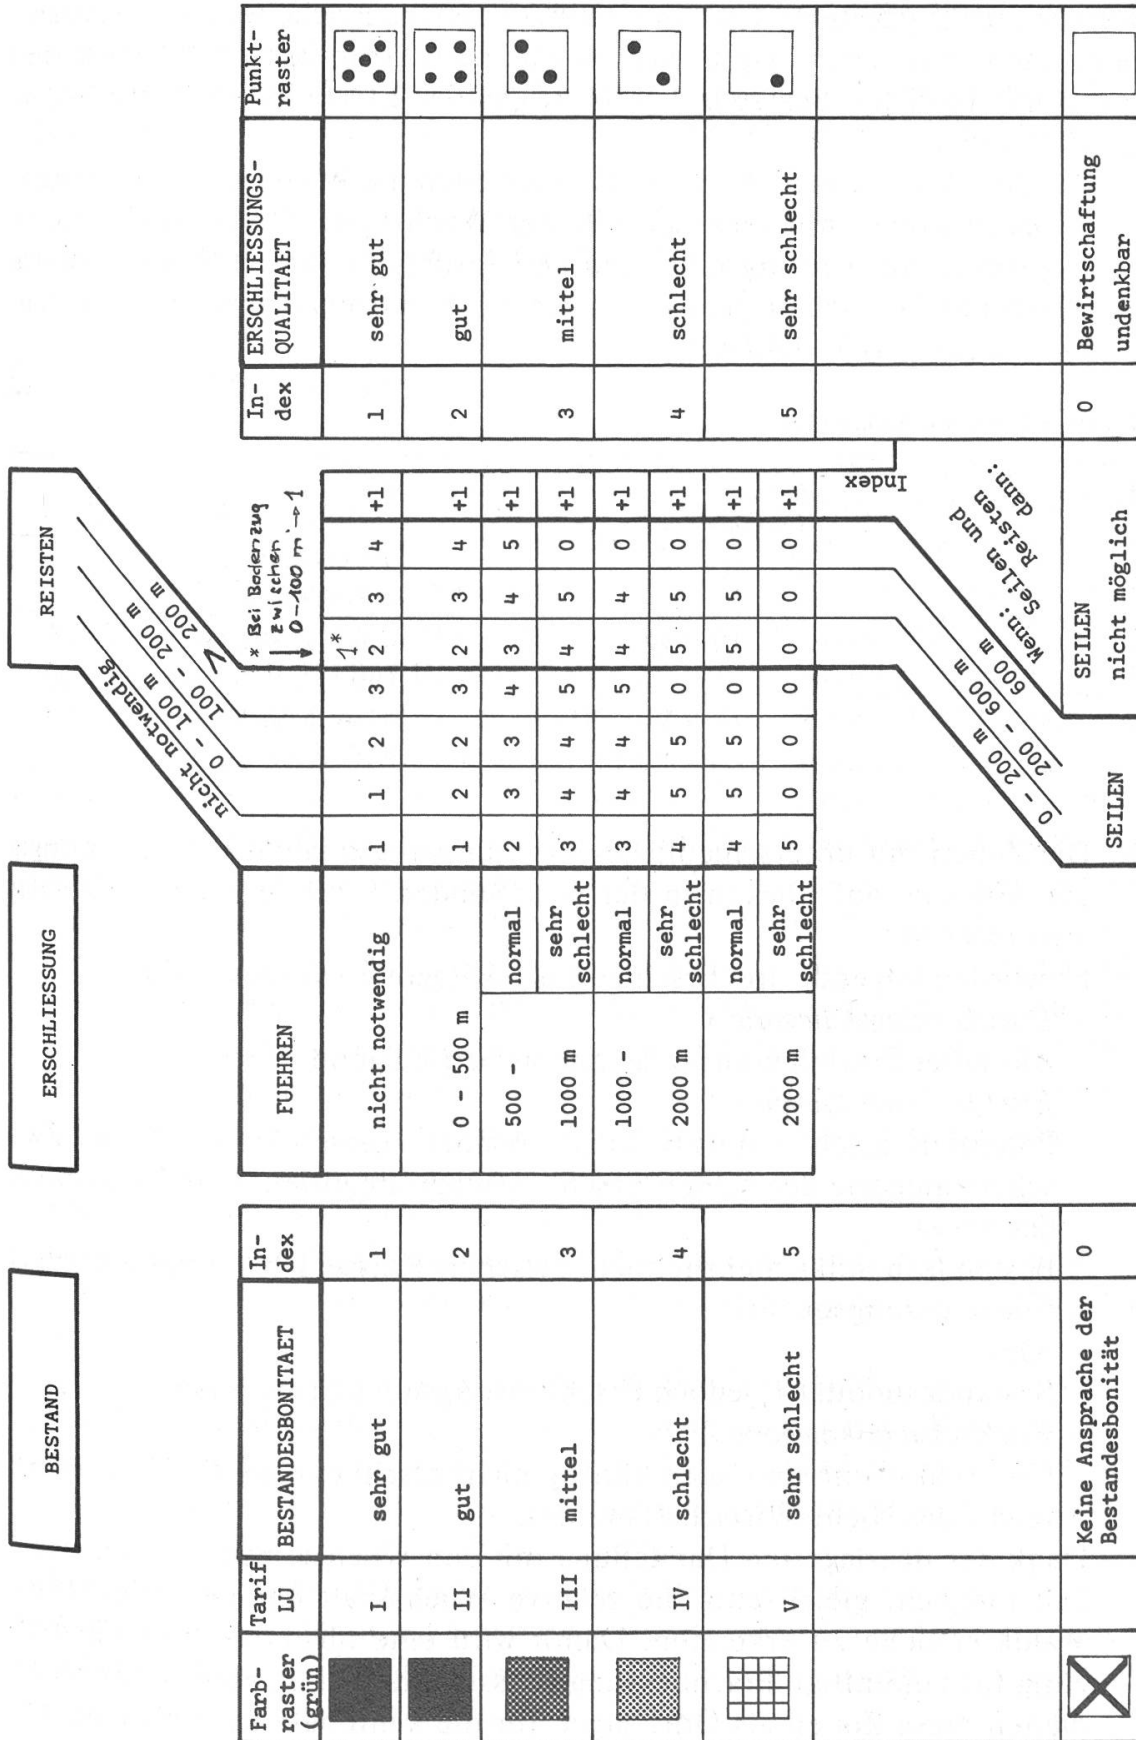 BESTAND
ERSCHLIESSUNG
REISTEN
nicht notwendig
0 - 100 m
100 - 200 m
> 200 m
* Bei Bodenzug
zwischen
0-100 m → 1
Farb-
raster
(grün)
Tarif
LU
BESTANDESBONITAET
In-
dex
FUEHREN
In-
dex
ERSCHLIESSUNGS-
QUALITAET
Punkt-
raster
1*
I sehr gut 1 nicht notwendig 1 1 2 3 2 3 4 +1 1 sehr gut
II gut 2 0 - 500 m 1 2 2 3 2 3 4 +1 2 gut
500 - normal 2 3 3 4 3 4 5 +1
III mittel 3 1000 m sehr schlecht 3 4 4 5 4 5 0 +1 3 mittel
1000 - normal 3 4 4 5 4 4 0 +1
IV schlecht 4 2000 m sehr schlecht 4 5 5 0 5 5 0 +1 4 schlecht
normal 4 5 5 0 5 5 0 +1
V sehr schlecht 5 2000 m sehr schlecht 5 0 0 0 0 0 0 +1 5 sehr schlecht
Index
Wenn:
Seilen und
Reisten
dann:
0 - 200 m
200 - 600 m
600 m
Keine Ansprache der
Bestandesbonität
0
SEILEN
SEILEN
nicht möglich
0
Bewirtschaftung
undenkbar